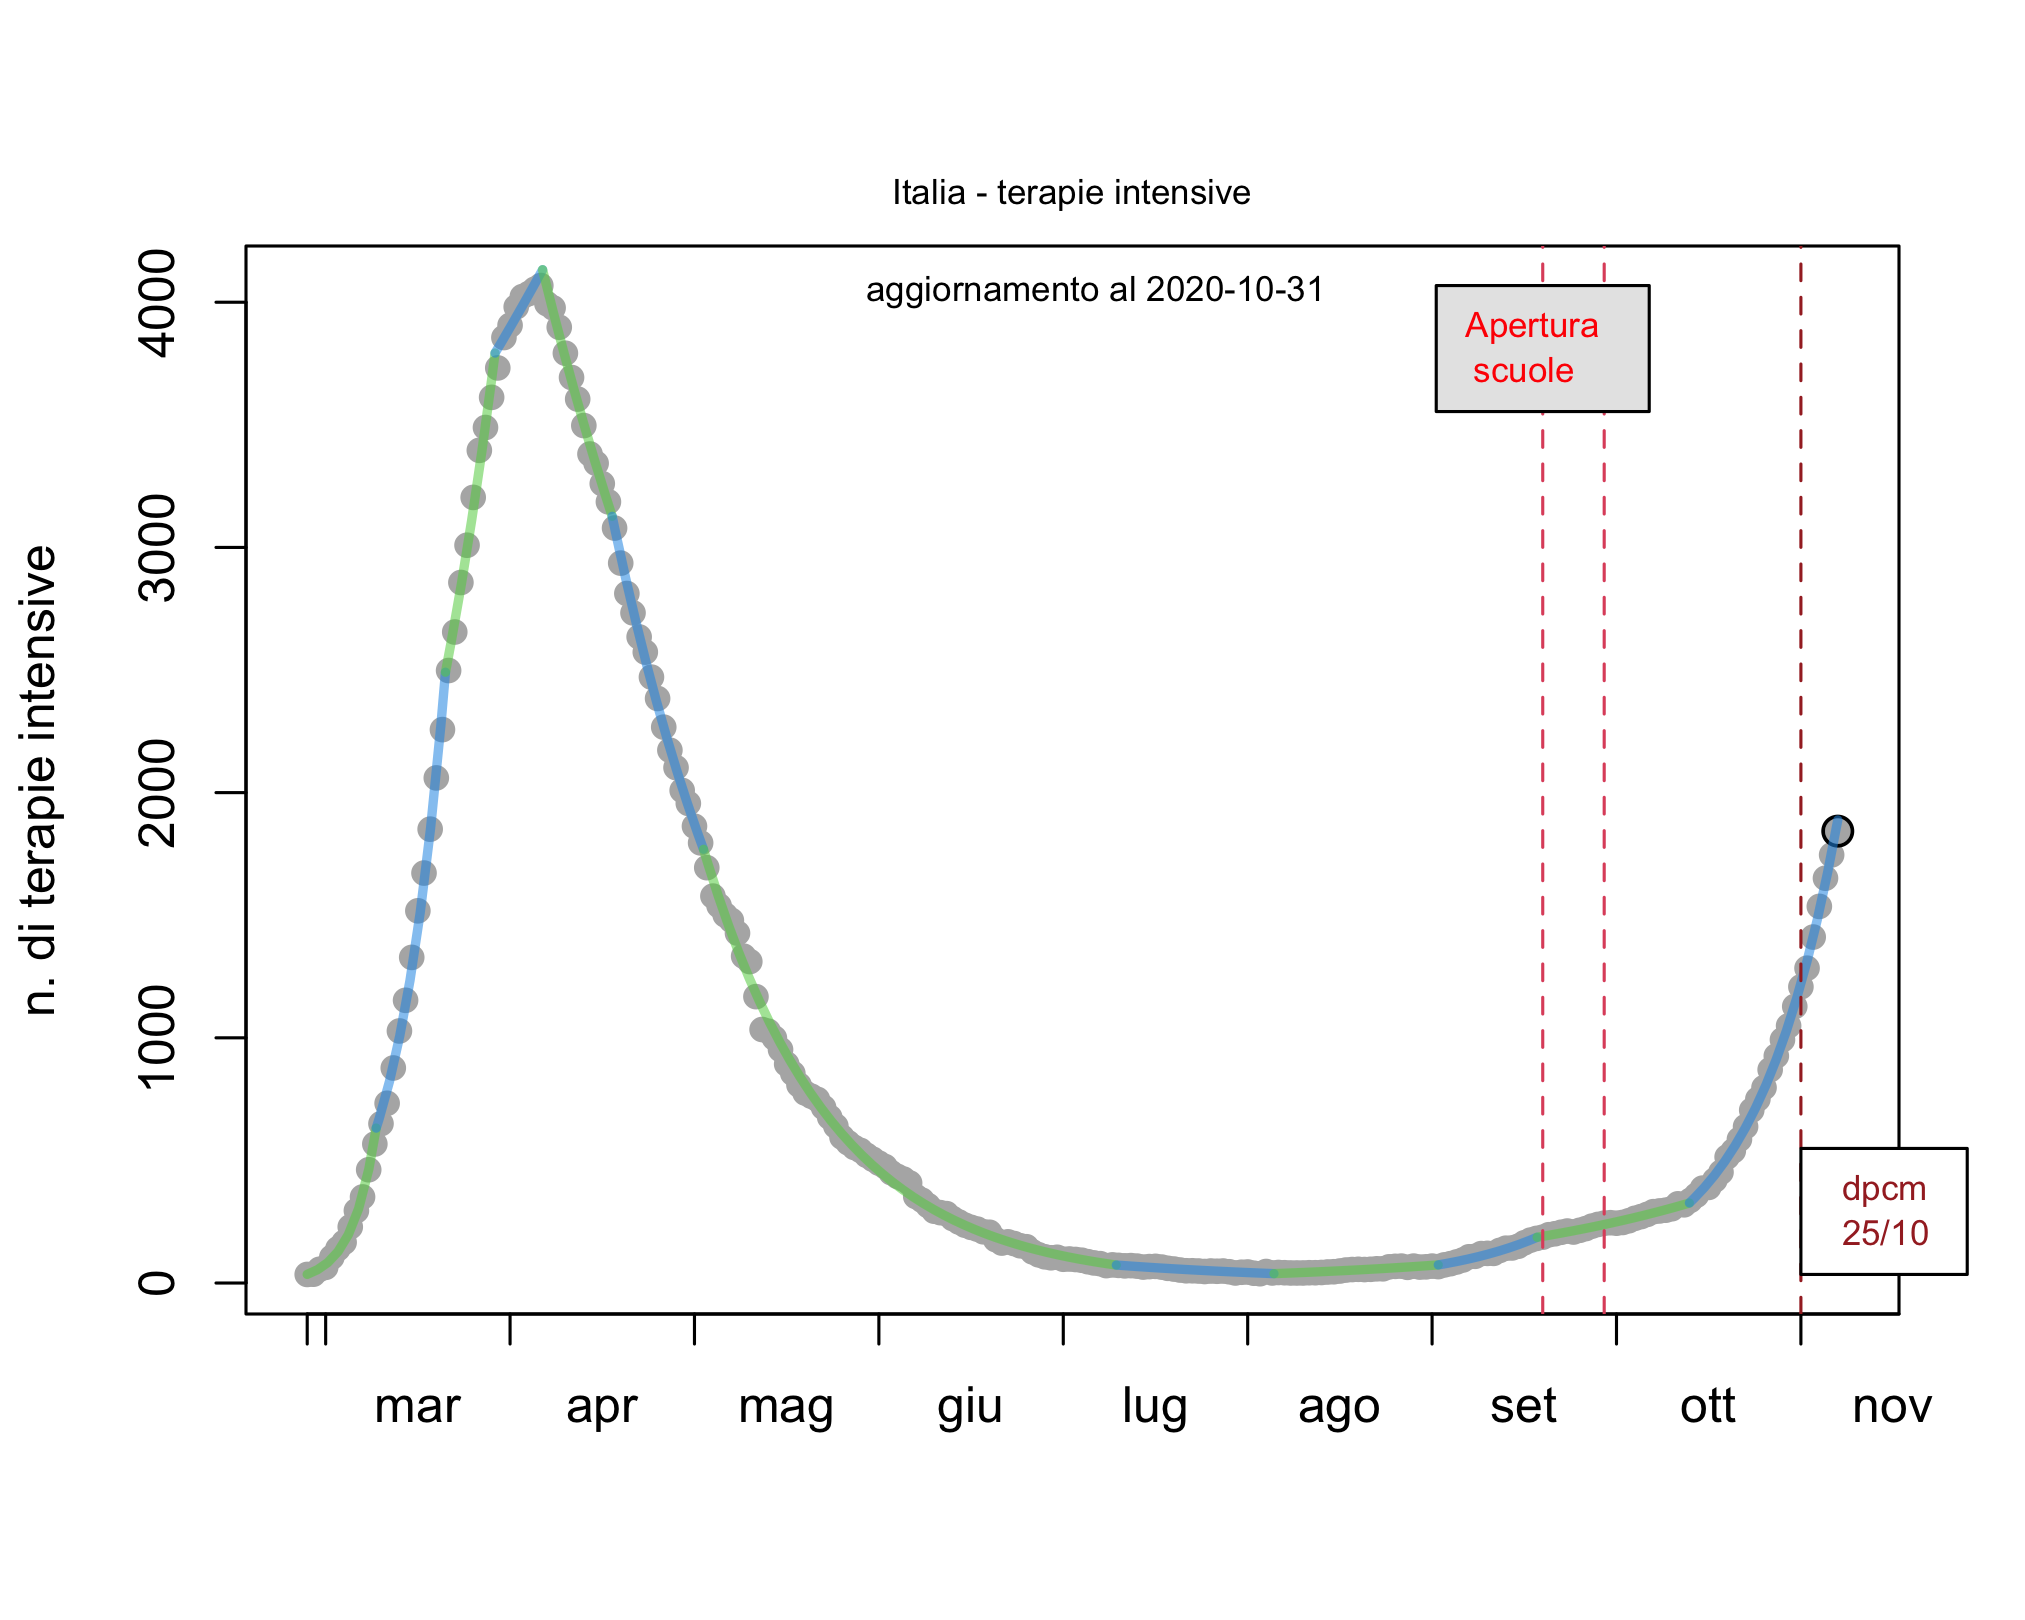 Italia - terapie intensive
aggiornamento al 2020-10-31
Apertura
scuole
n. di terapie intensive
4000
3000
2000
1000
0
dpcm
25/10
mar apr mag giu lug ago set ott nov